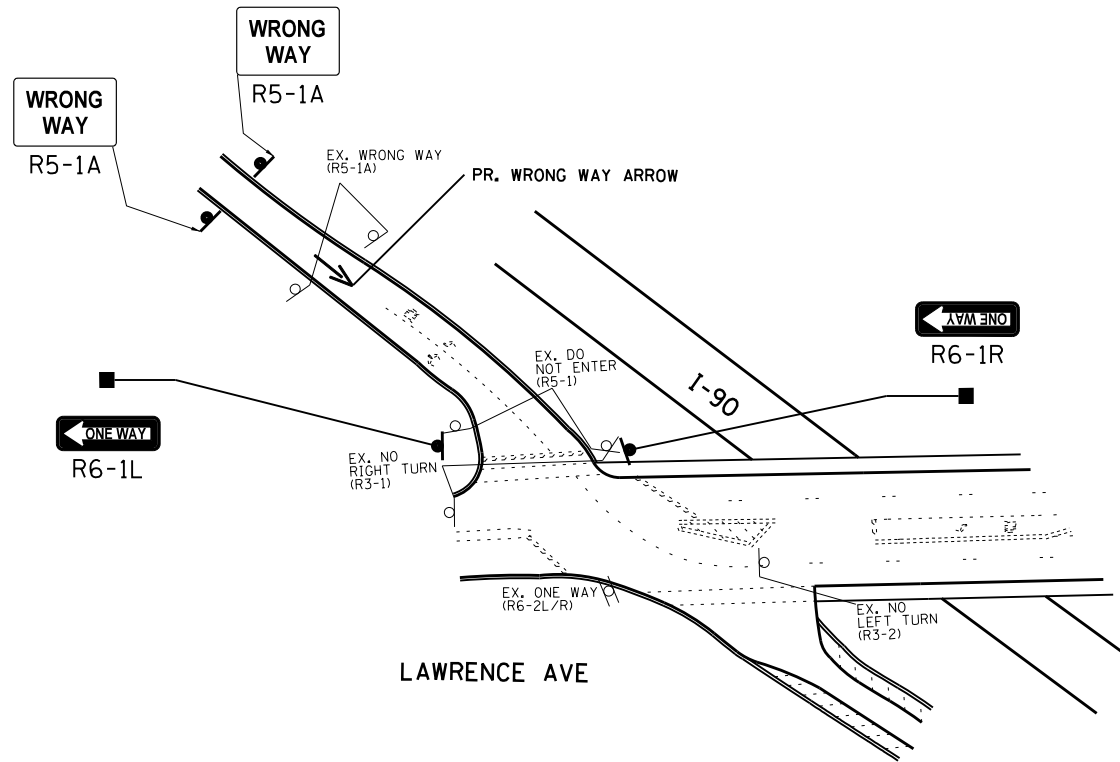 WRONG
WAY
R5-1A
WRONG
WAY
R5-1A
EX. WRONG WAY
(R5-1A)
PR. WRONG WAY ARROW
ONE WAY
R6-1R
EX. DO
NOT ENTER
(R5-1)
I-90
ONE WAY
R6-1L
EX. NO
RIGHT TURN
(R3-1)
EX. ONE WAY
(R6-2L/R)
EX. NO
LEFT TURN
(R3-2)
LAWRENCE AVE